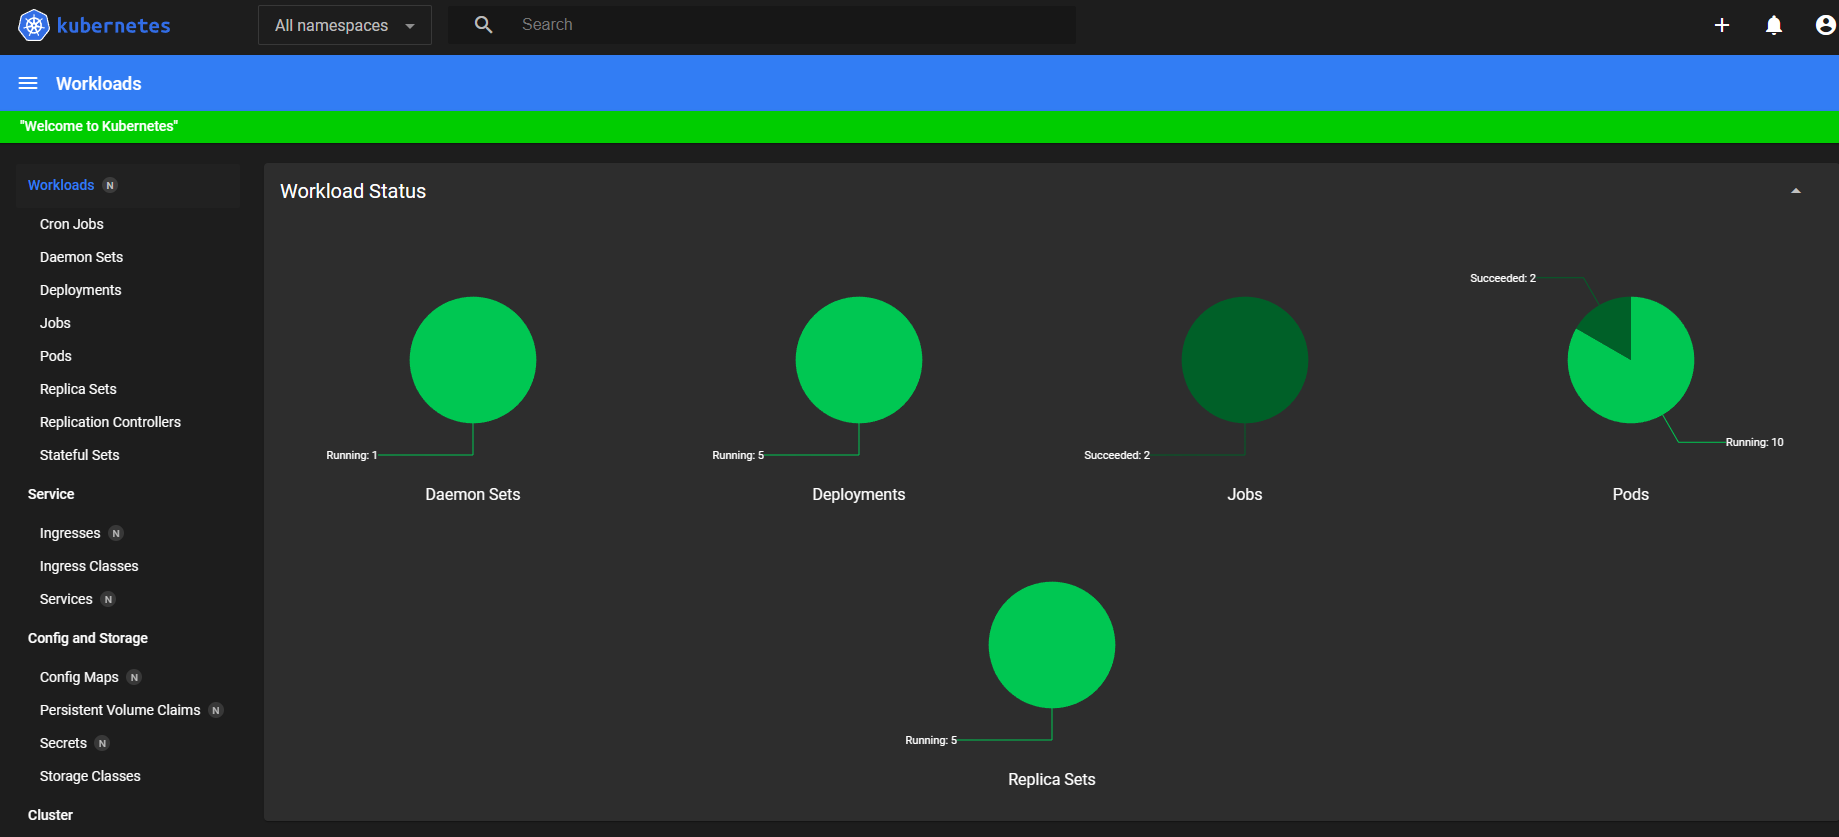 kubernetes
All namespaces
Search
Workloads
"Welcome to Kubernetes"
Workloads N
Cron Jobs
Daemon Sets
Deployments
Jobs
Pods
Replica Sets
Replication Controllers
Stateful Sets
Service
Ingresses N
Ingress Classes
Services N
Config and Storage
Config Maps N
Persistent Volume Claims N
Secrets N
Storage Classes
Cluster
Workload Status
Running: 1
Daemon Sets
Running: 5
Deployments
Succeeded: 2
Jobs
Succeeded: 2
Running: 10
Pods
Running: 5
Replica Sets